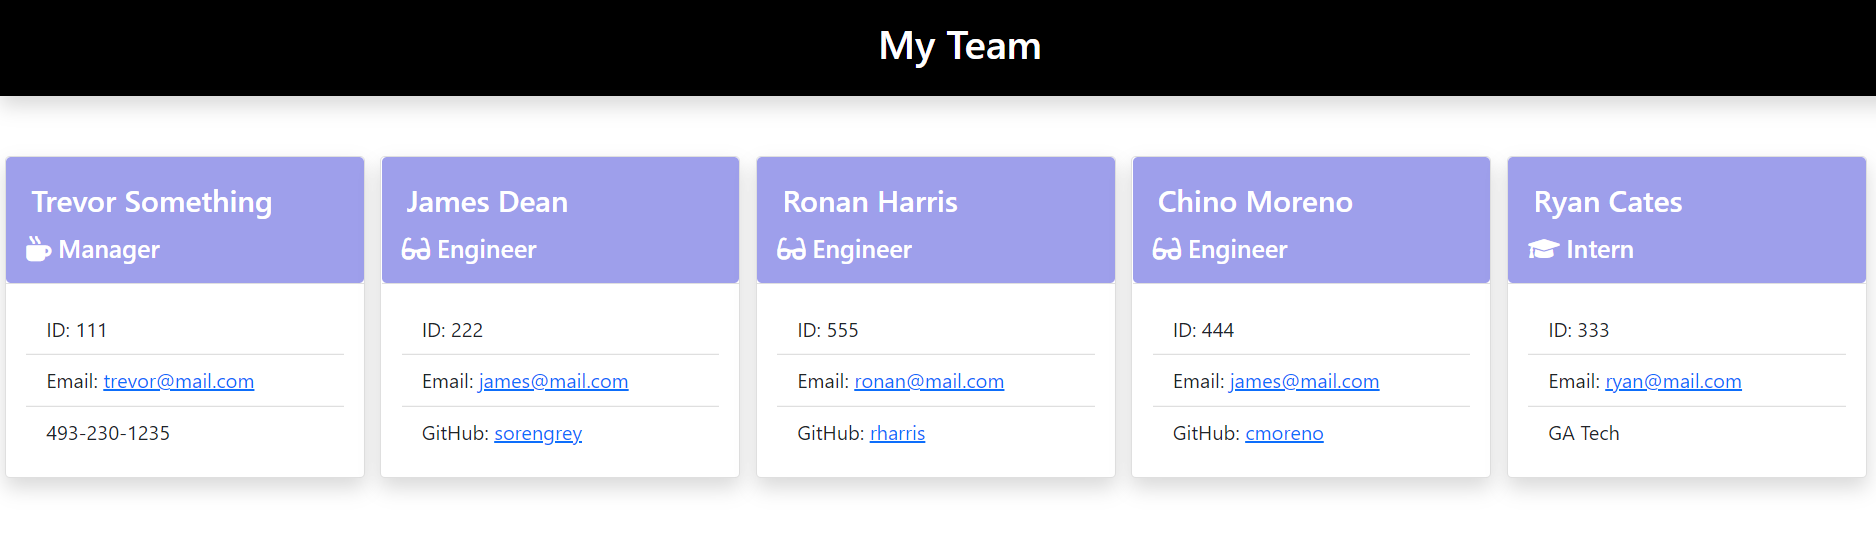 My Team
Trevor Something
Manager
ID: 111
Email: trevor@mail.com
493-230-1235
James Dean
Engineer
ID: 222
Email: james@mail.com
GitHub: sorengrey
Ronan Harris
Engineer
ID: 555
Email: ronan@mail.com
GitHub: rharris
Chino Moreno
Engineer
ID: 444
Email: james@mail.com
GitHub: cmoreno
Ryan Cates
Intern
ID: 333
Email: ryan@mail.com
GA Tech